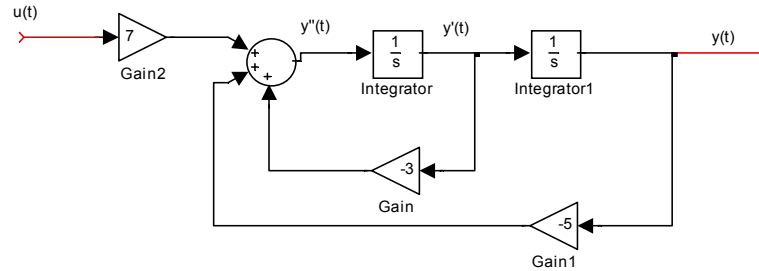 u(t)
7
Gain2
+
+
+
y"(t)
1
s
Integrator
y'(t)
1
s
Integrator1
y(t)
-3
Gain
-5
Gain1